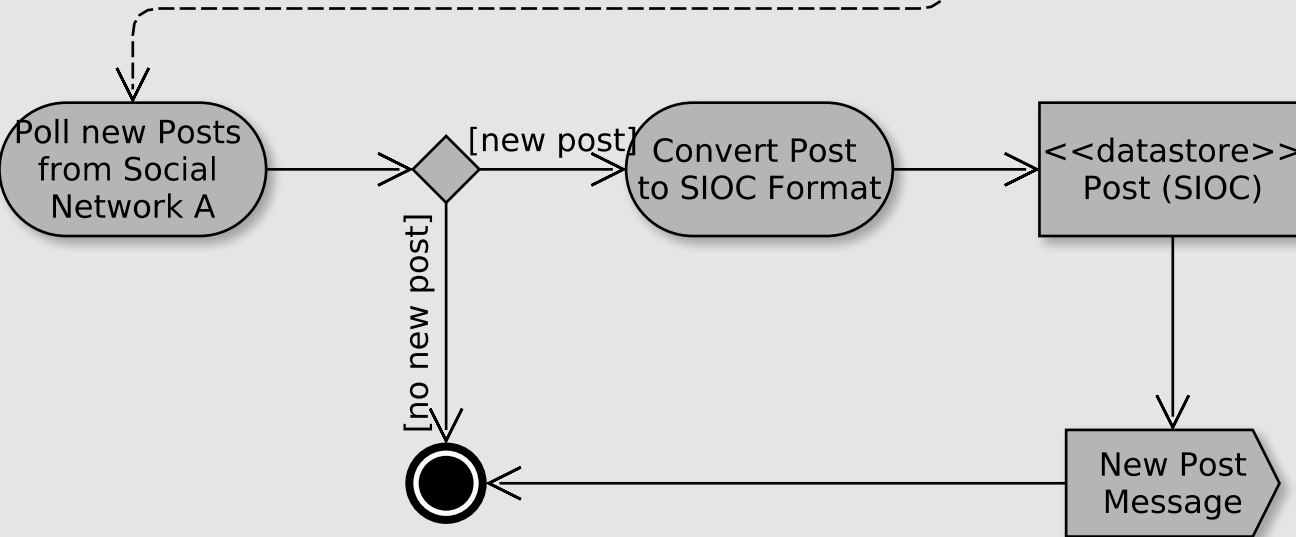 Poll new Posts
from Social
Network A
[new post]
Convert Post
to SIOC Format
<<datastore>>
Post (SIOC)
[no new post]
New Post
Message